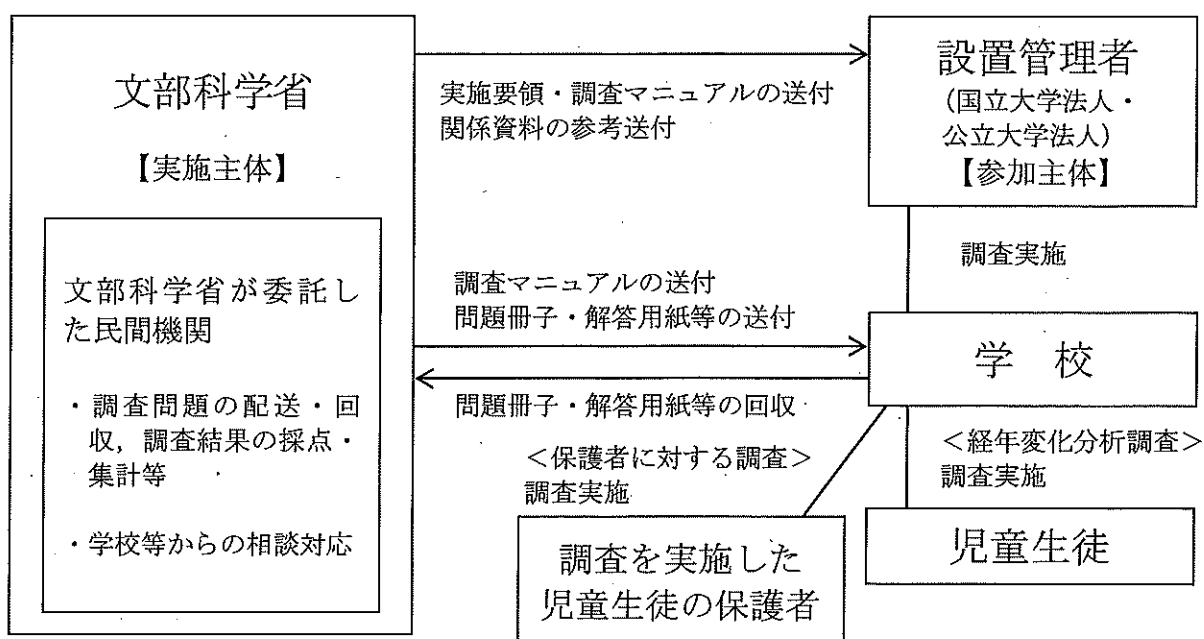 文部科学省
【実施主体】
文部科学省が委託し
た民間機関
・調査問題の配送・回
収，調査結果の採点・
集計等
・学校等からの相談対応
実施要領・調査マニュアルの送付
関係資料の参考送付
設置管理者
（国立大学法人・
公立大学法人）
【参加主体】
調査実施
調査マニュアルの送付
問題冊子・解答用紙等の送付
学　校
問題冊子・解答用紙等の回収
＜保護者に対する調査＞
調査実施
＜経年変化分析調査＞
調査実施
調査を実施した
児童生徒の保護者
児童生徒